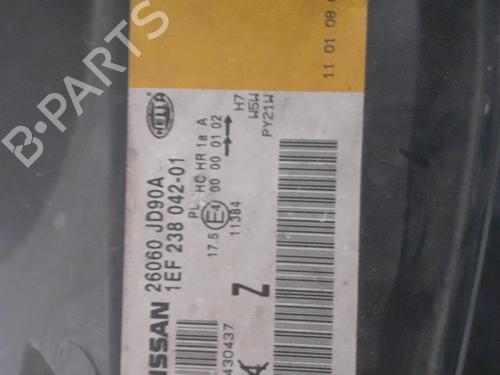 B-Parts
HELLA
NISSAN 26060 JD90A
1EF 238 042-01
PL HC HR 1a A
17.5 E4 00 00 01 02
11384
H7
W5W
PY21W
11 01 08
430437
Z